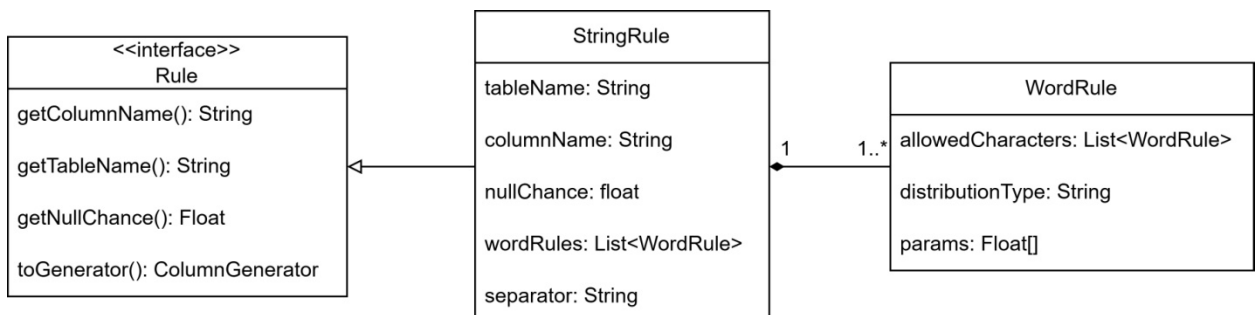 <<interface>>
Rule
getColumnName(): String
getTableName(): String
getNullChance(): Float
toGenerator(): ColumnGenerator
StringRule
tableName: String
columnName: String
nullChance: float
wordRules: List<WordRule>
separator: String
1
1..*
WordRule
allowedCharacters: List<WordRule>
distributionType: String
params: Float[]